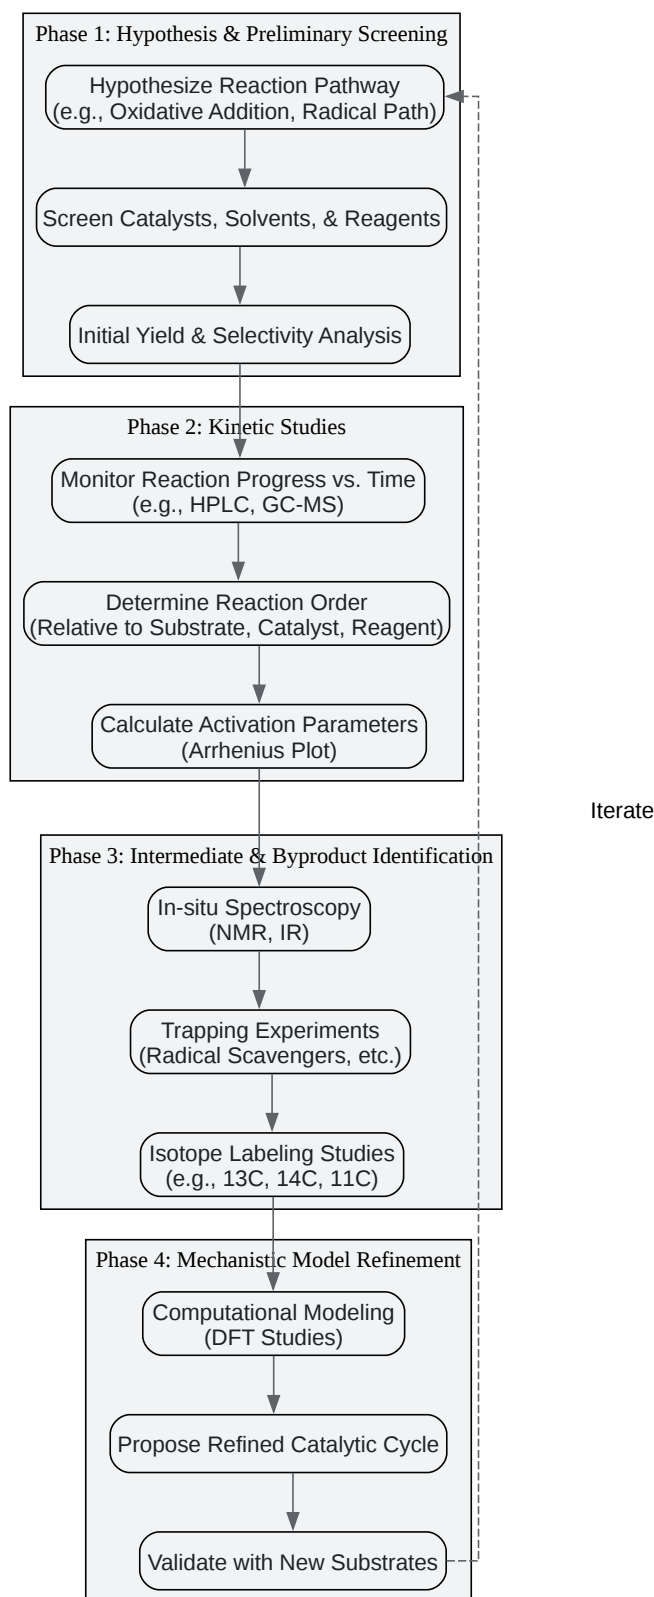 Phase 1: Hypothesis & Preliminary Screening
Hypothesize Reaction Pathway
(e.g., Oxidative Addition, Radical Path)
Screen Catalysts, Solvents, & Reagents
Initial Yield & Selectivity Analysis
Phase 2: Kinetic Studies
Monitor Reaction Progress vs. Time
(e.g., HPLC, GC-MS)
Determine Reaction Order
(Relative to Substrate, Catalyst, Reagent)
Calculate Activation Parameters
(Arrhenius Plot)
Iterate
Phase 3: Intermediate & Byproduct Identification
In-situ Spectroscopy
(NMR, IR)
Trapping Experiments
(Radical Scavengers, etc.)
Isotope Labeling Studies
(e.g., 13C, 14C, 11C)
Phase 4: Mechanistic Model Refinement
Computational Modeling
(DFT Studies)
Propose Refined Catalytic Cycle
Validate with New Substrates